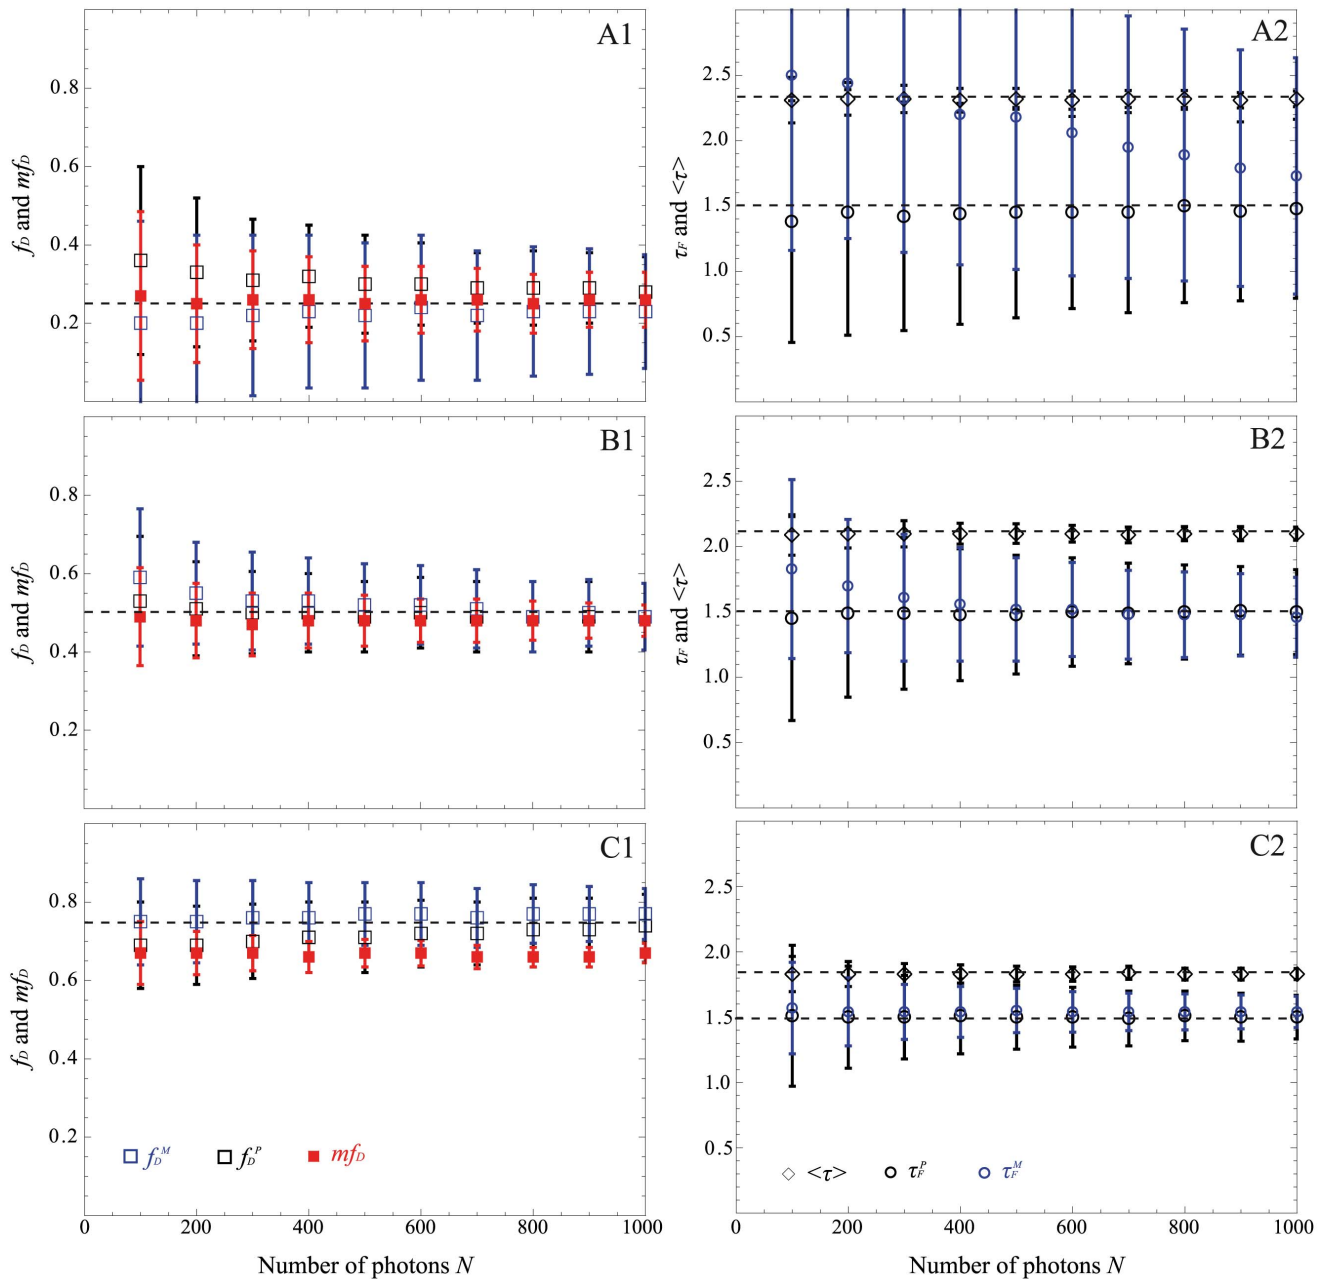 A1
0.8
0.6
0.4
0.2
f_D and mf_D
A2
2.5
2.0
1.5
1.0
0.5
τ_F and <τ>
B1
0.8
0.6
0.4
0.2
f_D and mf_D
B2
2.5
2.0
1.5
1.0
0.5
τ_F and <τ>
C1
0.8
0.6
0.4
0.2
f_D and mf_D
f_D^M f_D^P mf_D
0 200 400 600 800 1000
Number of photons N
C2
2.5
2.0
1.5
1.0
0.5
<τ> τ_F^P τ_F^M
0 200 400 600 800 1000
Number of photons N